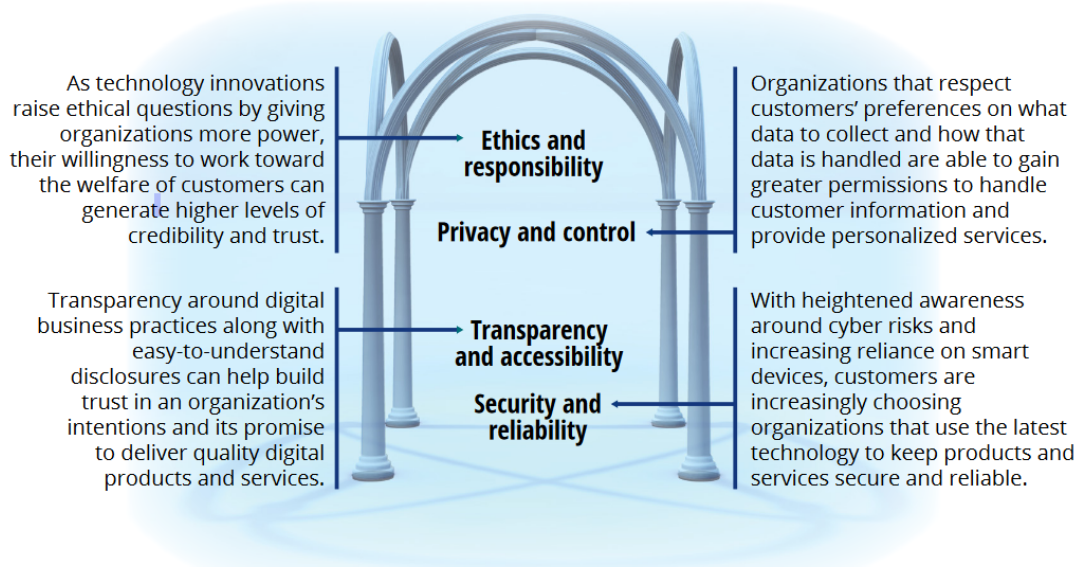 As technology innovations
raise ethical questions by giving
organizations more power,
their willingness to work toward
the welfare of customers can
generate higher levels of
credibility and trust.
Ethics and
responsibility
Organizations that respect
customers’ preferences on what
data to collect and how that
data is handled are able to gain
greater permissions to handle
customer information and
provide personalized services.
Privacy and control
Transparency around digital
business practices along with
easy-to-understand
disclosures can help build
trust in an organization’s
intentions and its promise
to deliver quality digital
products and services.
Transparency
and accessibility
With heightened awareness
around cyber risks and
increasing reliance on smart
devices, customers are
increasingly choosing
organizations that use the latest
technology to keep products and
services secure and reliable.
Security and
reliability